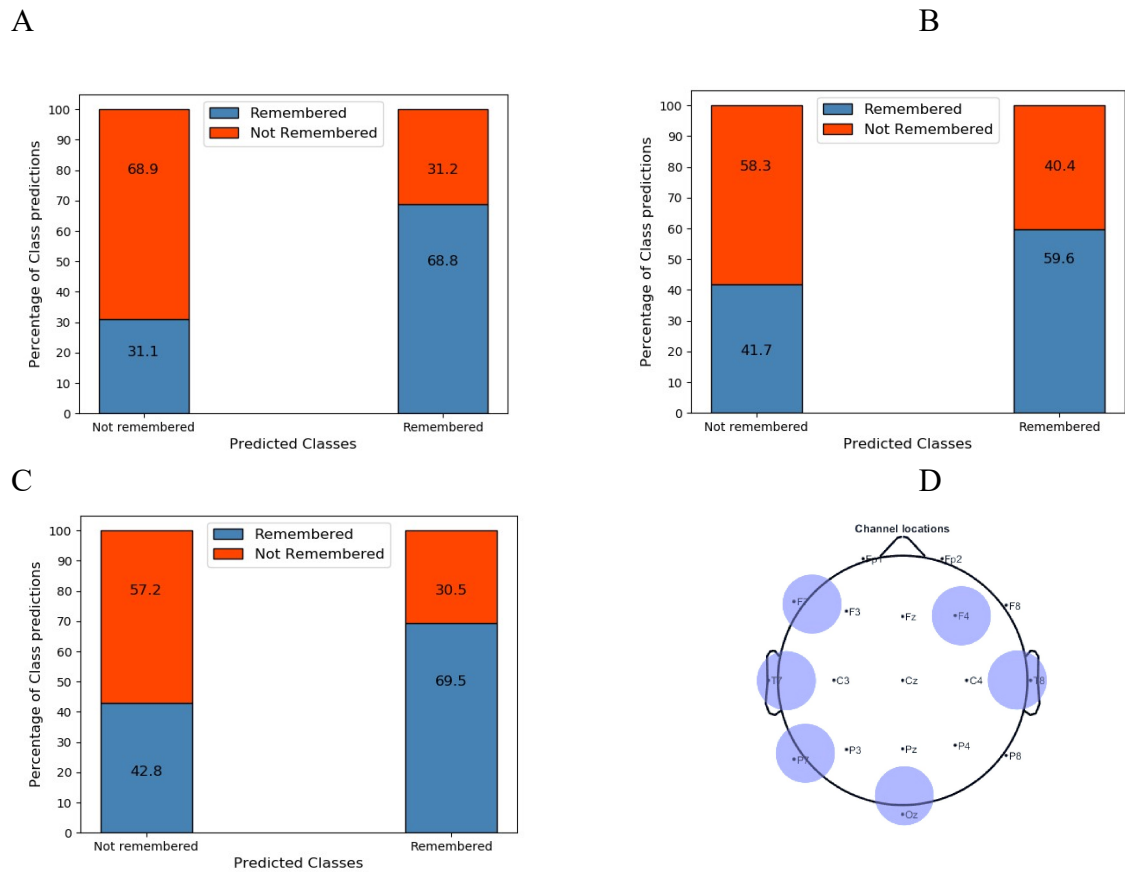 A
B
Percentage of Class predictions
100
90
80
70
60
50
40
30
20
10
0
Remembered
Not Remembered
68.9
31.1
31.2
68.8
Not remembered
Remembered
Predicted Classes
Percentage of Class predictions
100
90
80
70
60
50
40
30
20
10
0
Remembered
Not Remembered
58.3
41.7
40.4
59.6
Not remembered
Remembered
Predicted Classes
C
D
Percentage of Class predictions
100
90
80
70
60
50
40
30
20
10
0
Remembered
Not Remembered
57.2
42.8
30.5
69.5
Not remembered
Remembered
Predicted Classes
Channel locations
Fp1 Fp2
F7 F3 Fz F4 F8
T7 C3 Cz C4 T8
P7 P3 Pz P4 P8
Oz